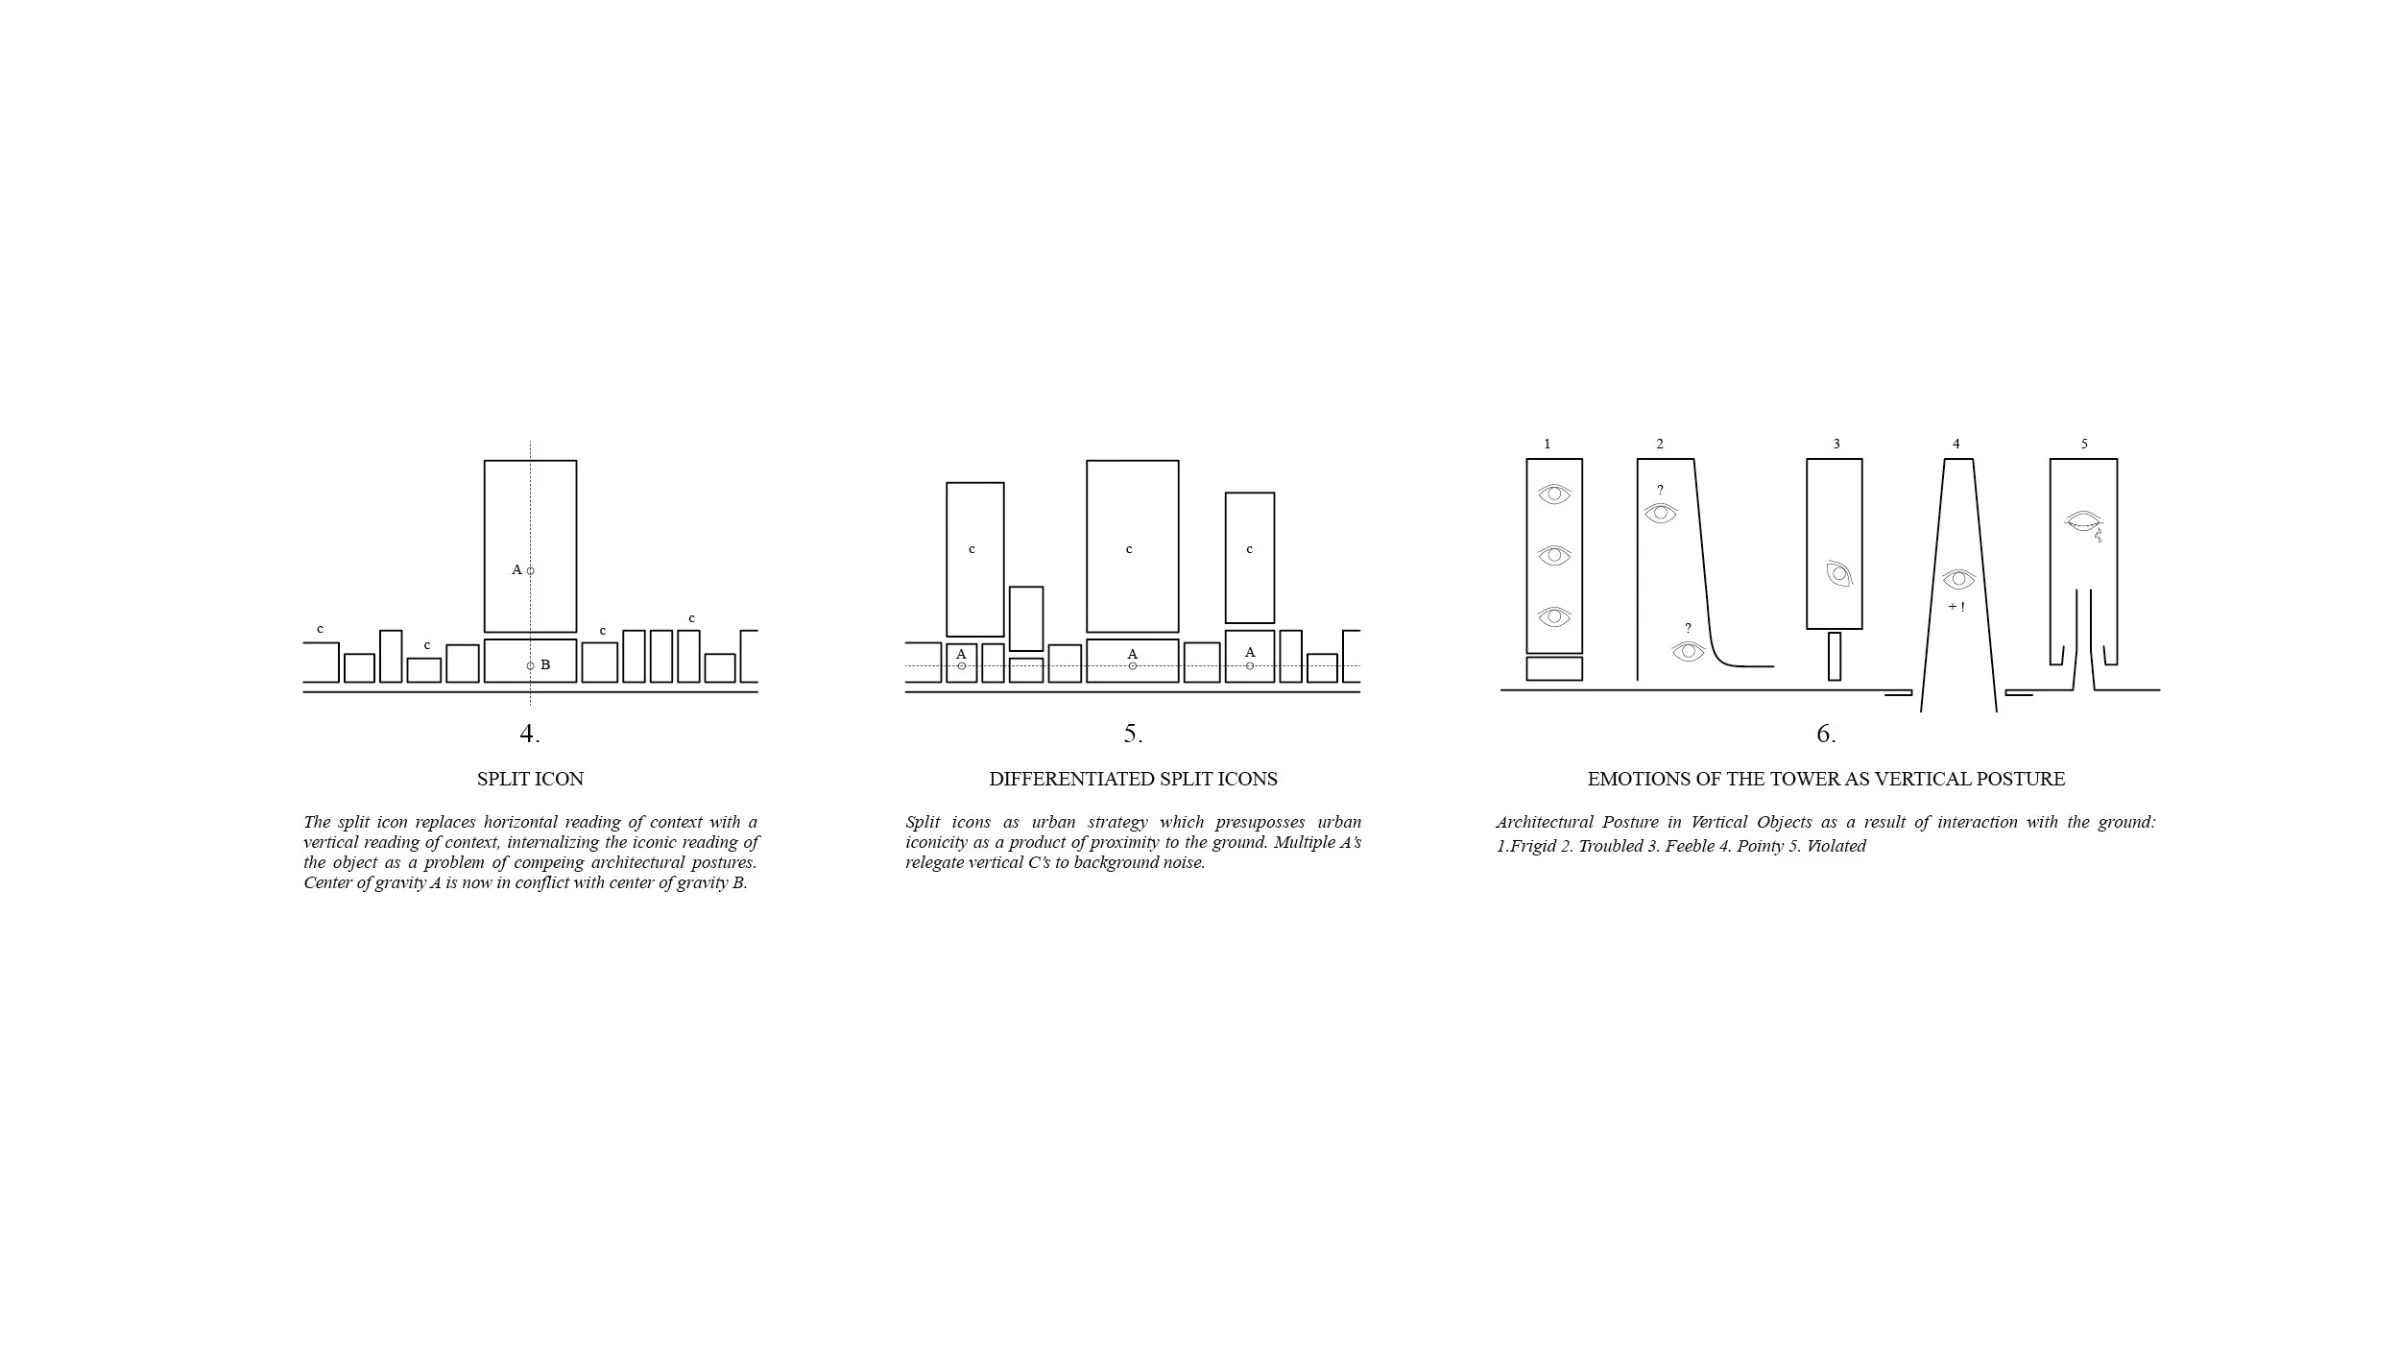 A
B
c
c
c
c
4.
SPLIT ICON
The split icon replaces horizontal reading of context with a
vertical reading of context, internalizing the iconic reading of
the object as a problem of compeing architectural postures.
Center of gravity A is now in conflict with center of gravity B.
c
c
c
A
A
A
5.
DIFFERENTIATED SPLIT ICONS
Split icons as urban strategy which presuposses urban
iconicity as a product of proximity to the ground. Multiple A's
relegate vertical C's to background noise.
1
2
3
4
5
?
?
+ !
6.
EMOTIONS OF THE TOWER AS VERTICAL POSTURE
Architectural Posture in Vertical Objects as a result of interaction with the ground:
1.Frigid 2. Troubled 3. Feeble 4. Pointy 5. Violated